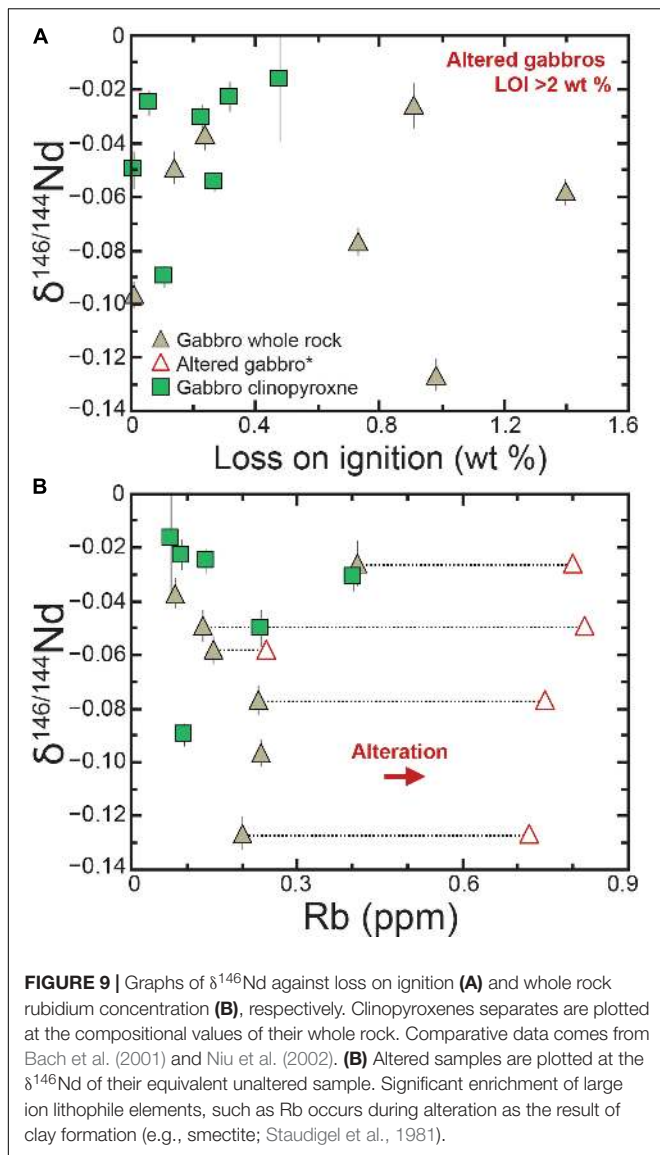 A
0
−0.02
−0.04
−0.06
−0.08
−0.10
−0.12
−0.14
δ146/144Nd
Altered gabbros
LOI >2 wt %
Gabbro whole rock
Altered gabbro*
Gabbro clinopyroxne
0 0.4 0.8 1.2 1.6
Loss on ignition (wt %)
B
0
−0.02
−0.04
−0.06
−0.08
−0.10
−0.12
−0.14
δ146/144Nd
Alteration
0 0.3 0.6 0.9
Rb (ppm)
FIGURE 9 | Graphs of δ146Nd against loss on ignition (A) and whole rock
rubidium concentration (B), respectively. Clinopyroxenes separates are plotted
at the compositional values of their whole rock. Comparative data comes from
Bach et al. (2001) and Niu et al. (2002). (B) Altered samples are plotted at the
δ146Nd of their equivalent unaltered sample. Significant enrichment of large
ion lithophile elements, such as Rb occurs during alteration as the result of
clay formation (e.g., smectite; Staudigel et al., 1981).